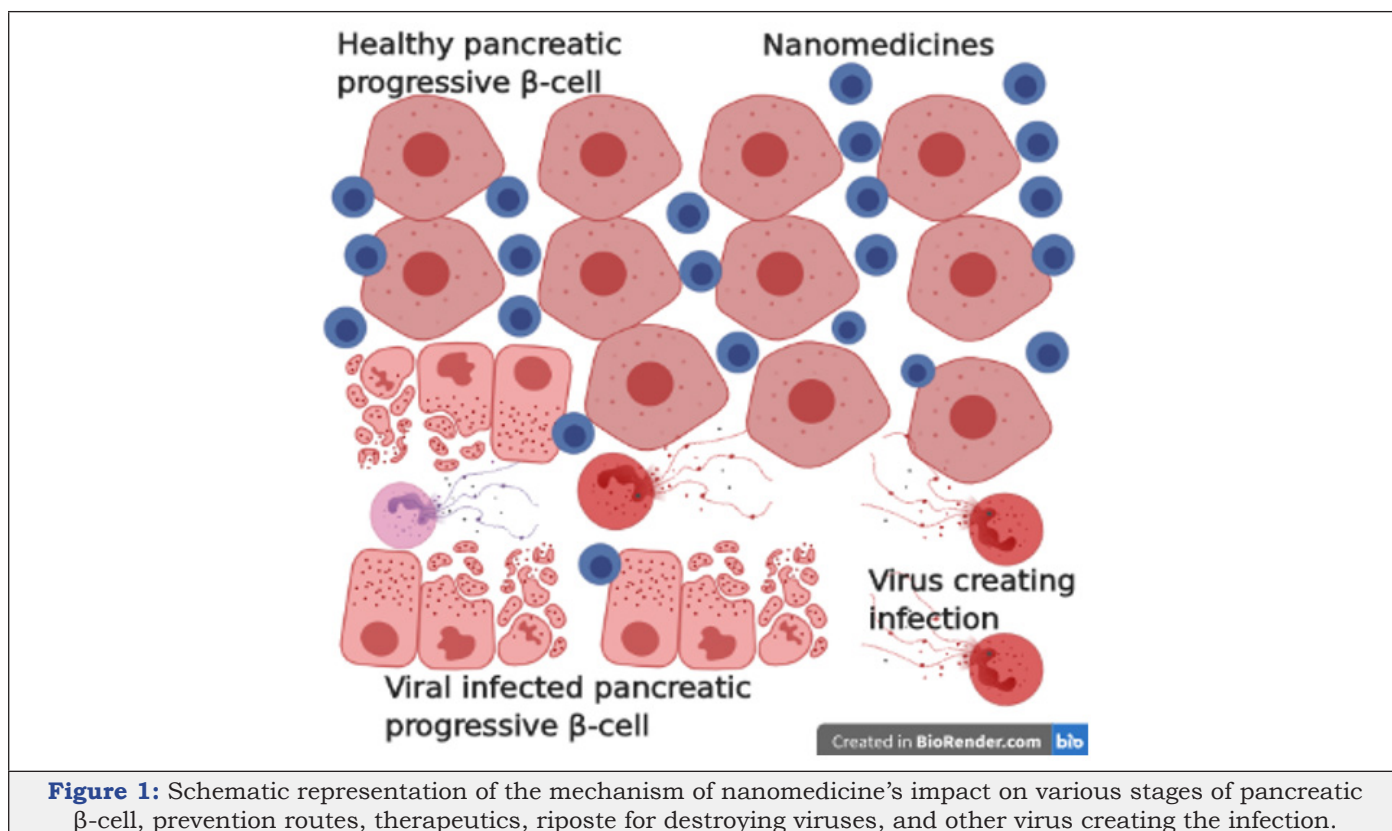 Healthy pancreatic
progressive β-cell
Nanomedicines
Virus creating
infection
Viral infected pancreatic
progressive β-cell
Created in BioRender.com bio
Figure 1: Schematic representation of the mechanism of nanomedicine's impact on various stages of pancreatic
β-cell, prevention routes, therapeutics, riposte for destroying viruses, and other virus creating the infection.